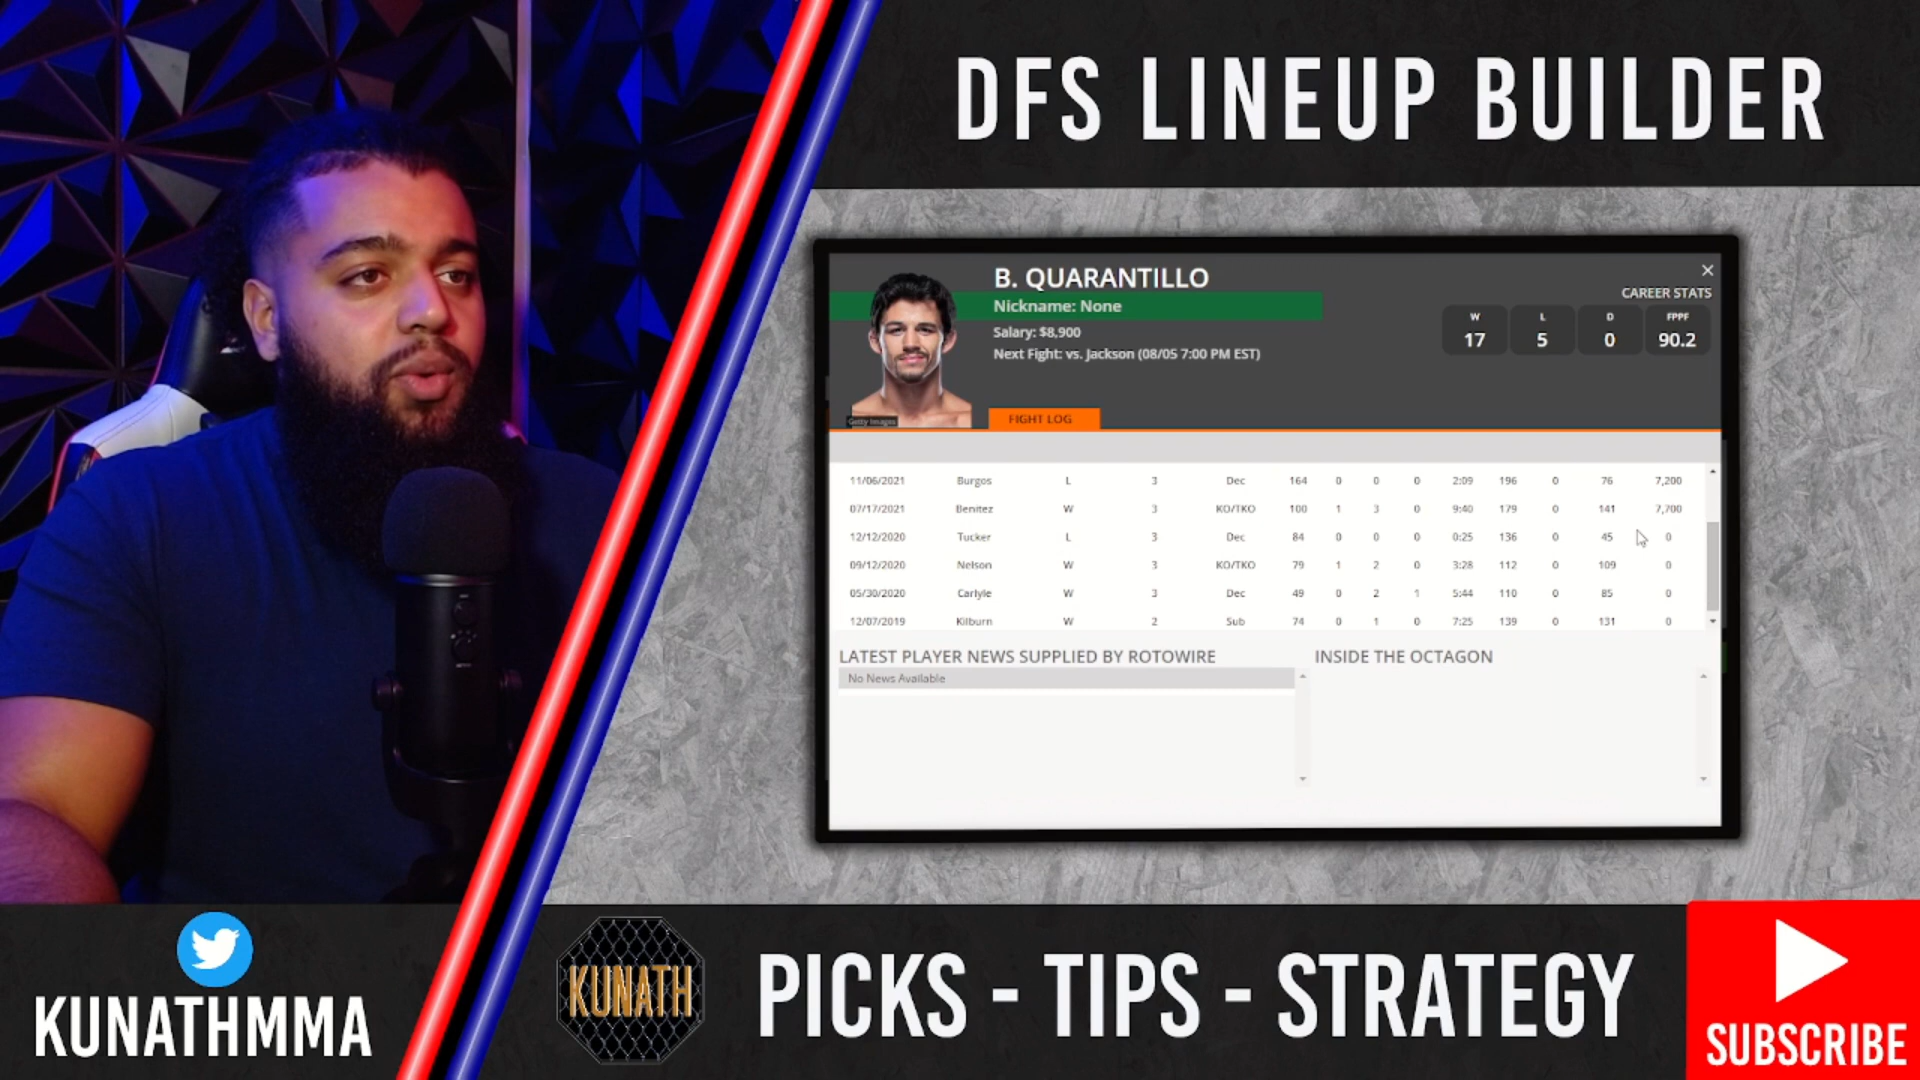 DFS LINEUP BUILDER
B. QUARANTILLO
Nickname: None
Salary: $8,900
Next Fight: vs. Jackson (08/05 7:00 PM EST)
CAREER STATS
W L D FPPF
17 5 0 90.2
Getty Images
FIGHT LOG
11/06/2021 Burgos L 3 Dec 164 0 0 0 2:09 196 0 76 7,200
07/17/2021 Benitez W 3 KO/TKO 100 1 3 0 9:40 179 0 141 7,700
12/12/2020 Tucker L 3 Dec 84 0 0 0 0:25 136 0 45 0
09/12/2020 Nelson W 3 KO/TKO 79 1 2 0 3:28 112 0 109 0
05/30/2020 Carlyle W 3 Dec 49 0 2 1 5:44 110 0 85 0
12/07/2019 Kilburn W 2 Sub 74 0 1 0 7:25 139 0 131 0
LATEST PLAYER NEWS SUPPLIED BY ROTOWIRE
No News Available
INSIDE THE OCTAGON
KUNATHMMA
KUNATH
PICKS - TIPS - STRATEGY
SUBSCRIBE